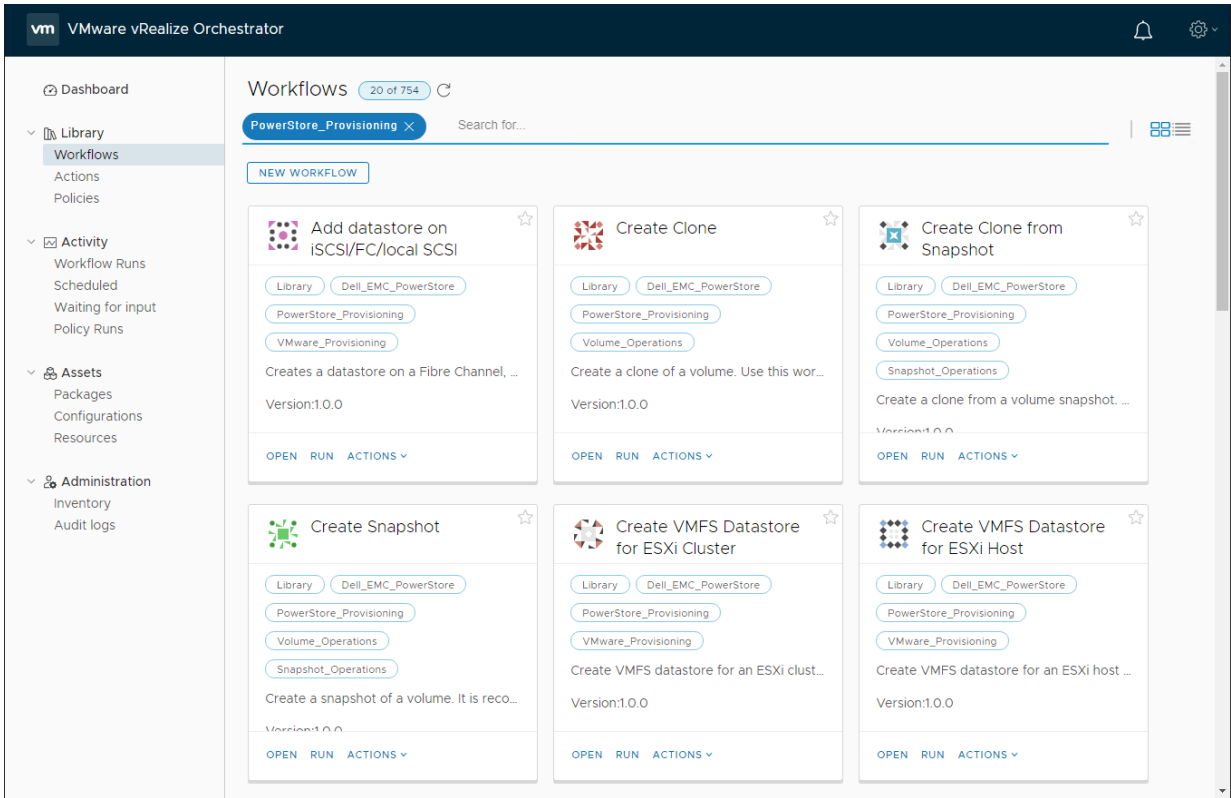 vm VMware vRealize Orchestrator
Dashboard
Library
Workflows
Actions
Policies
Activity
Workflow Runs
Scheduled
Waiting for input
Policy Runs
Assets
Packages
Configurations
Resources
Administration
Inventory
Audit logs
Workflows 20 of 754
PowerStore_Provisioning Search for...
NEW WORKFLOW
Add datastore on
iSCSI/FC/local SCSI
Library Dell_EMC_PowerStore
PowerStore_Provisioning
VMware_Provisioning
Creates a datastore on a Fibre Channel, ...
Version:1.0.0
OPEN RUN ACTIONS
Create Clone
Library Dell_EMC_PowerStore
PowerStore_Provisioning
Volume_Operations
Create a clone of a volume. Use this wor...
Version:1.0.0
OPEN RUN ACTIONS
Create Clone from
Snapshot
Library Dell_EMC_PowerStore
PowerStore_Provisioning
Volume_Operations
Snapshot_Operations
Create a clone from a volume snapshot. ...
Version:1.0.0
OPEN RUN ACTIONS
Create Snapshot
Library Dell_EMC_PowerStore
PowerStore_Provisioning
Volume_Operations
Snapshot_Operations
Create a snapshot of a volume. It is reco...
Version:1.0.0
OPEN RUN ACTIONS
Create VMFS Datastore
for ESXi Cluster
Library Dell_EMC_PowerStore
PowerStore_Provisioning
VMware_Provisioning
Create VMFS datastore for an ESXi clust...
Version:1.0.0
OPEN RUN ACTIONS
Create VMFS Datastore
for ESXi Host
Library Dell_EMC_PowerStore
PowerStore_Provisioning
VMware_Provisioning
Create VMFS datastore for an ESXi host ...
Version:1.0.0
OPEN RUN ACTIONS